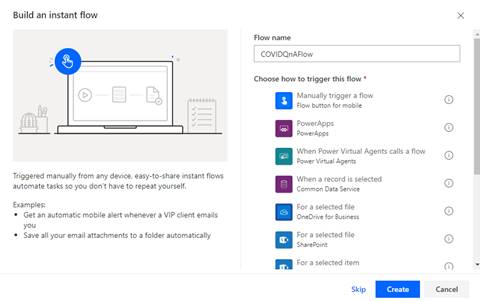 Build an instant flow
Triggered manually from any device, easy-to-share instant flows
automate tasks so you don't have to repeat yourself.
Examples:
• Get an automatic mobile alert whenever a VIP client emails
you
• Save all your email attachments to a folder automatically
Flow name
COVIDQnAFlow
Choose how to trigger this flow *
Manually trigger a flow
Flow button for mobile
PowerApps
PowerApps
When Power Virtual Agents calls a flow
Power Virtual Agents
When a record is selected
Common Data Service
For a selected file
OneDrive for Business
For a selected file
SharePoint
For a selected item
Skip
Create
Cancel